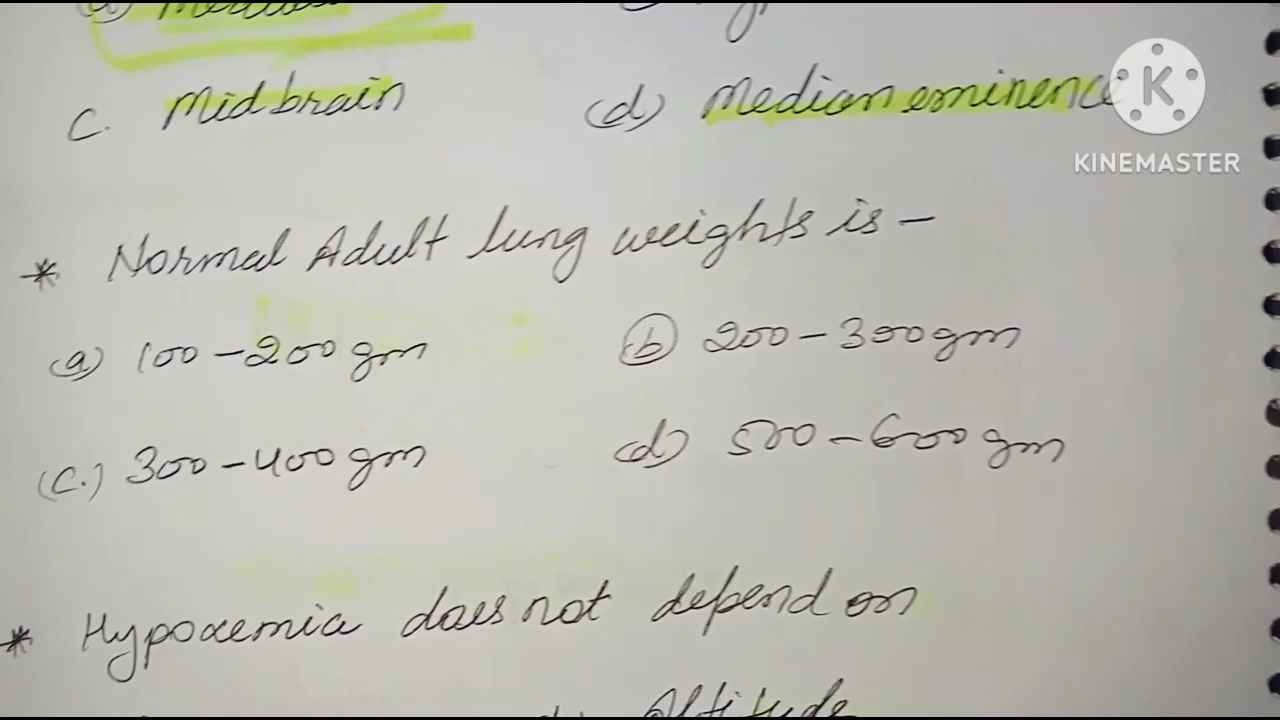 C. Midbrain (d) Median eminence
K
KINEMASTER
* Normal Adult lung weights is –
(a) 100-200 gm (b) 200-300 gm
(C.) 300-400 gm (d) 500-600 gm
* Hypoxemia does not depend on
Altitude